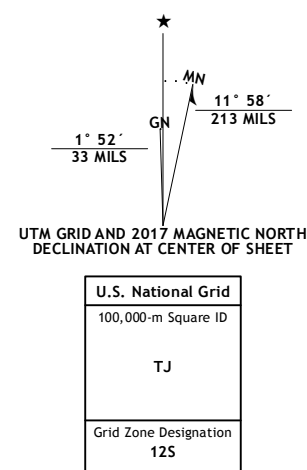 ★
MN
GN
11° 58´
213 MILS
1° 52´
33 MILS
UTM GRID AND 2017 MAGNETIC NORTH
DECLINATION AT CENTER OF SHEET
U.S. National Grid
100,000-m Square ID
TJ
Grid Zone Designation
12S